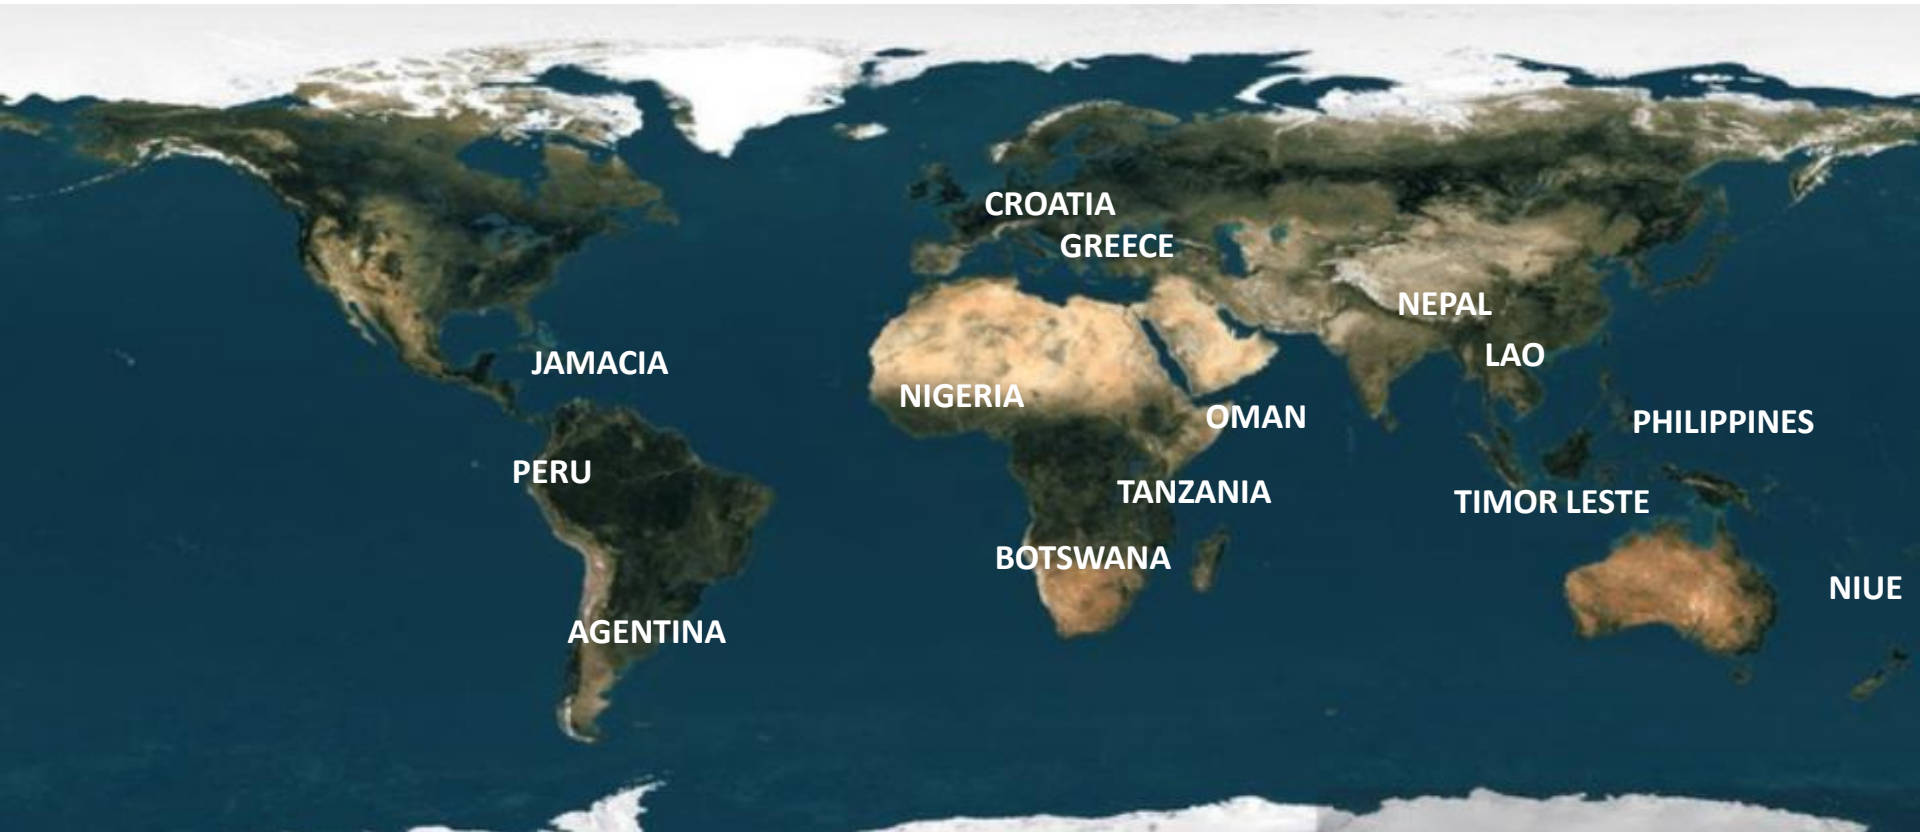 CROATIA
GREECE
NEPAL
LAO
JAMACIA
NIGERIA
OMAN
PHILIPPINES
PERU
TANZANIA
TIMOR LESTE
BOTSWANA
NIUE
AGENTINA